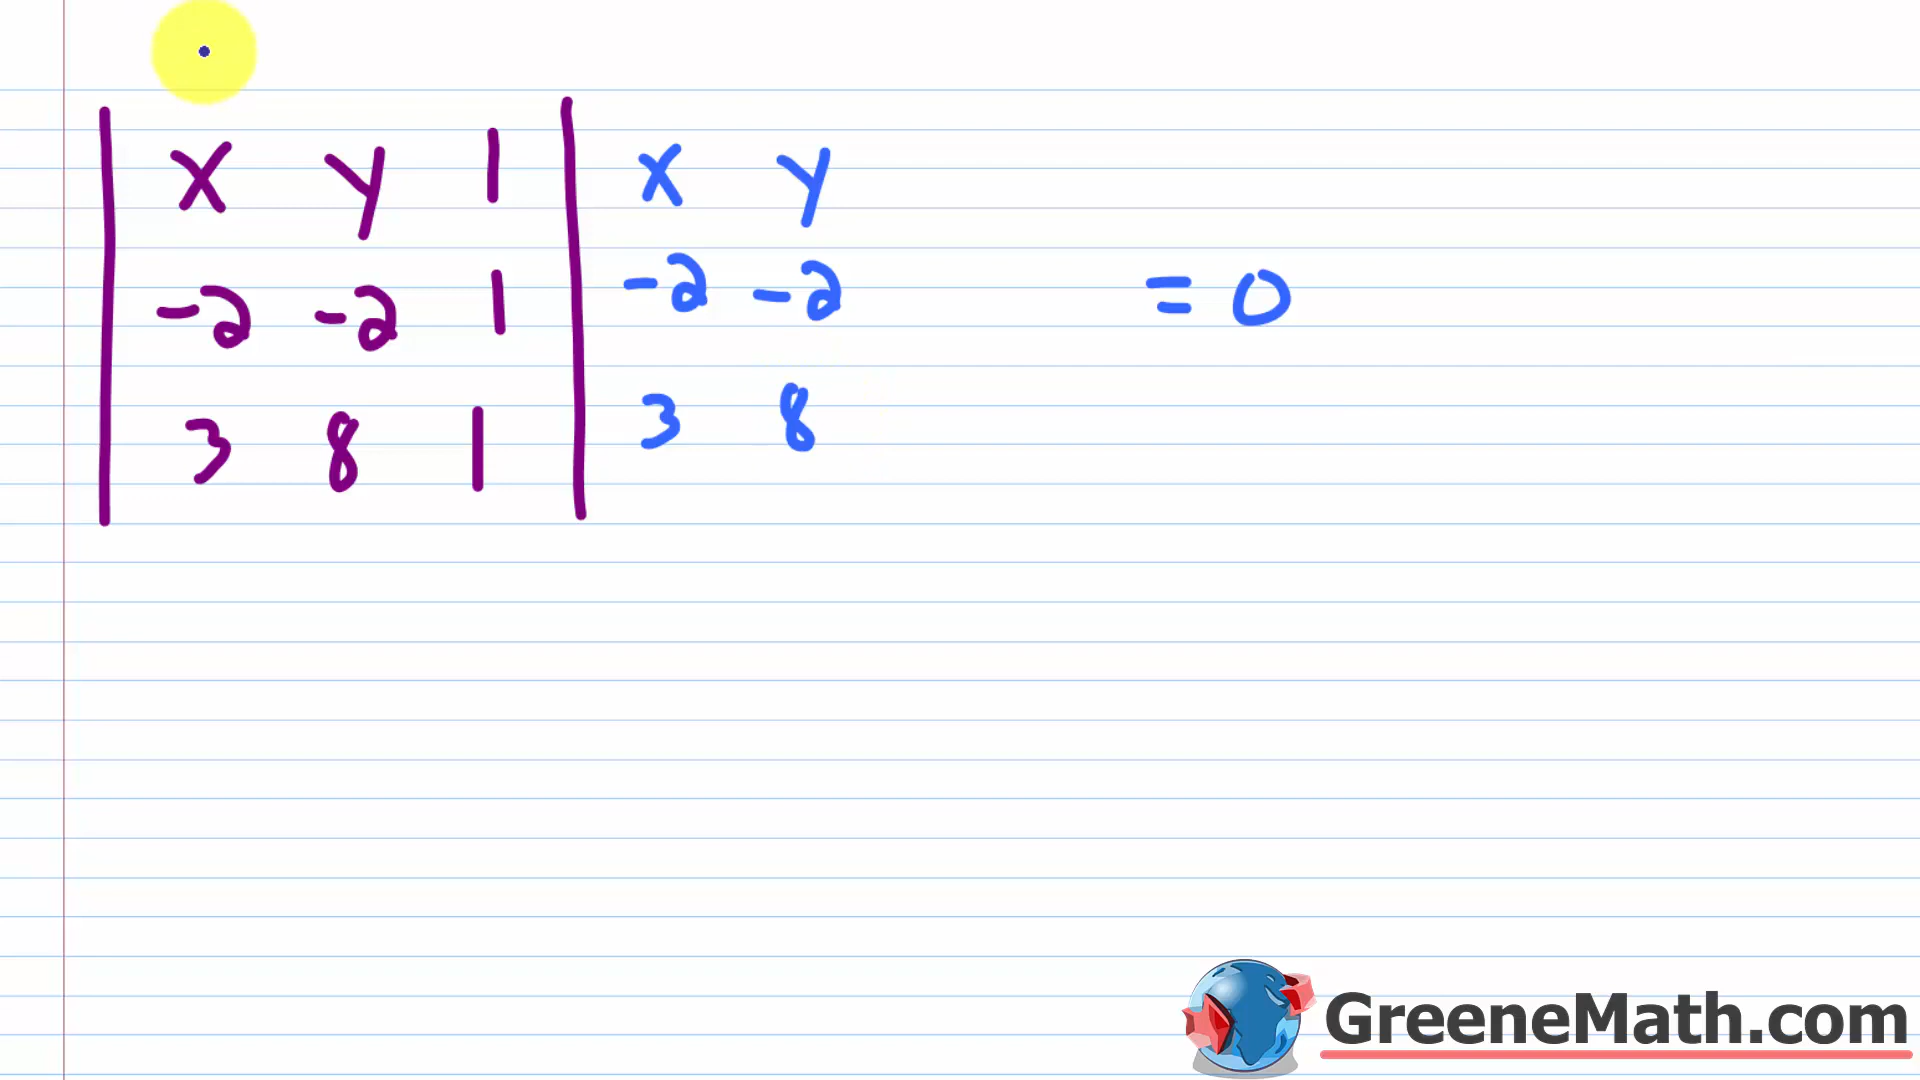 | x y 1 | x y
| -2 -2 1 | -2 -2 = 0
| 3 8 1 | 3 8
GreeneMath.com